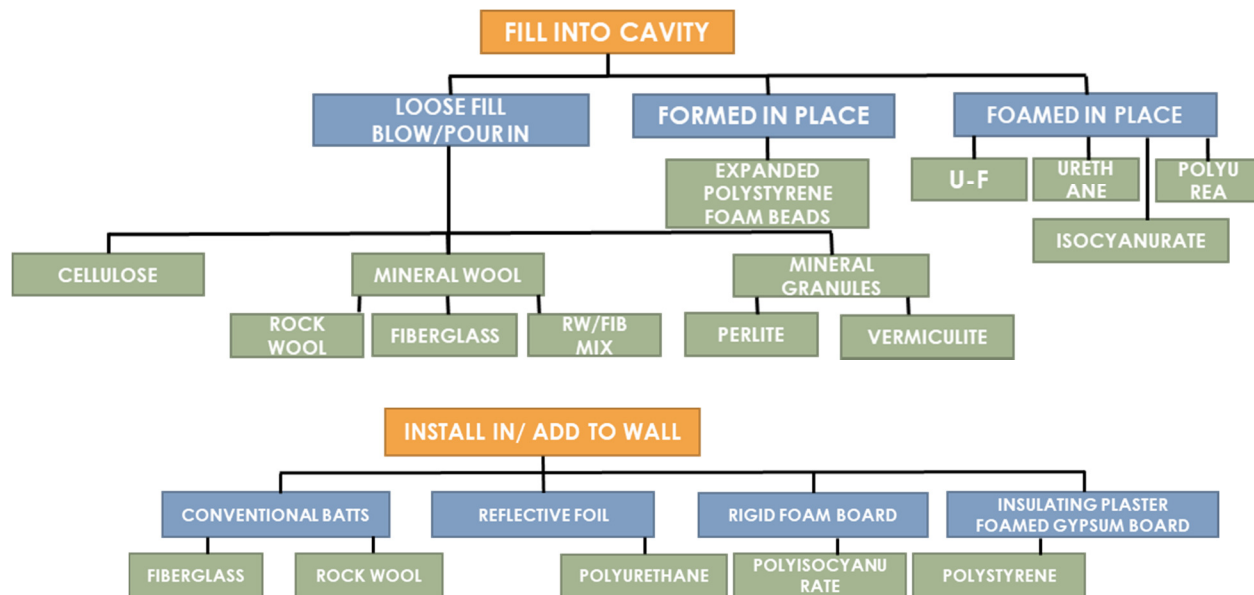 FILL INTO CAVITY
LOOSE FILL
BLOW/POUR IN
FORMED IN PLACE
FOAMED IN PLACE
EXPANDED
POLYSTYRENE
FOAM BEADS
U-F
URETH
ANE
POLYU
REA
ISOCYANURATE
CELLULOSE
MINERAL WOOL
MINERAL
GRANULES
ROCK
WOOL
FIBERGLASS
RW/FIB
MIX
PERLITE
VERMICULITE
INSTALL IN/ ADD TO WALL
CONVENTIONAL BATTS
REFLECTIVE FOIL
RIGID FOAM BOARD
INSULATING PLASTER
FOAMED GYPSUM BOARD
FIBERGLASS
ROCK WOOL
POLYURETHANE
POLYISOCYANU
RATE
POLYSTYRENE